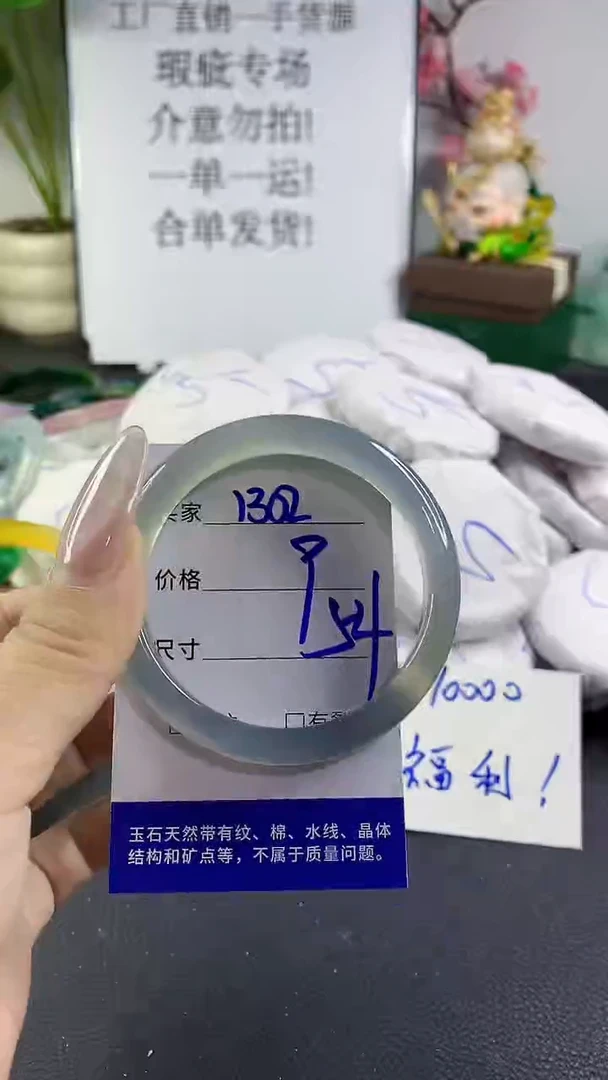 工厂直销一手货源
瑕疵专场
介意勿拍!
一单一运!
合单发货!
家 1302
价格
尺寸 54
口有
10000
福利!
玉石天然带有纹、棉、水线、晶体
结构和矿点等，不属于质量问题。